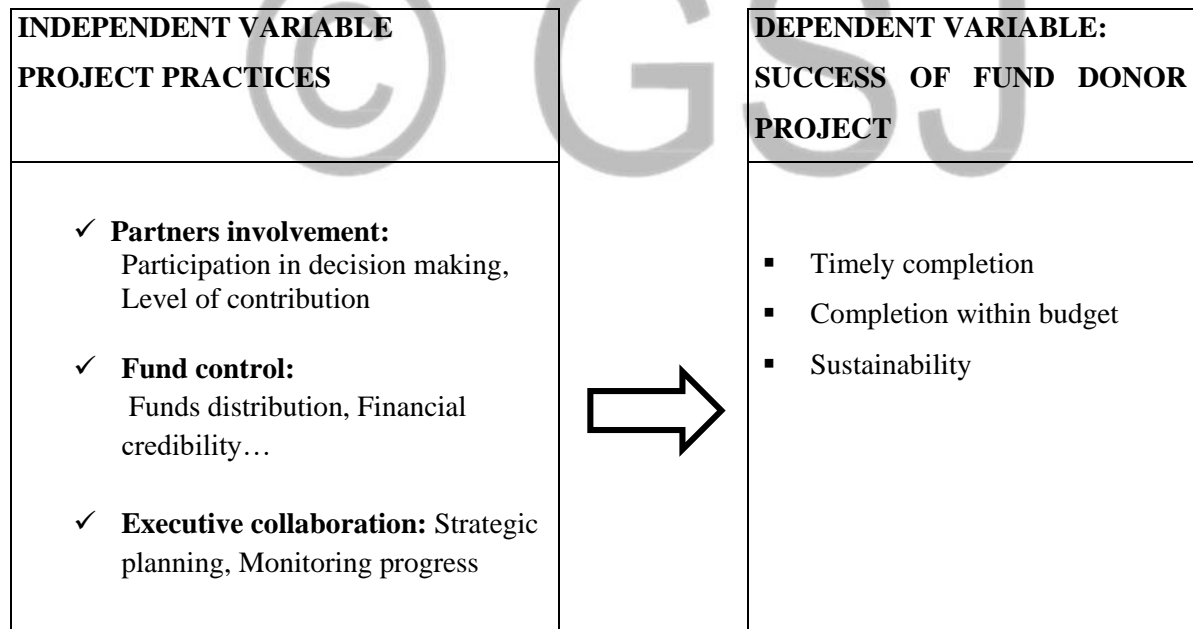 © GSJ
INDEPENDENT VARIABLE
PROJECT PRACTICES
✓ Partners involvement:
Participation in decision making,
Level of contribution
✓ Fund control:
Funds distribution, Financial
credibility…
✓ Executive collaboration: Strategic
planning, Monitoring progress
DEPENDENT VARIABLE:
SUCCESS OF FUND DONOR
PROJECT
▪ Timely completion
▪ Completion within budget
▪ Sustainability